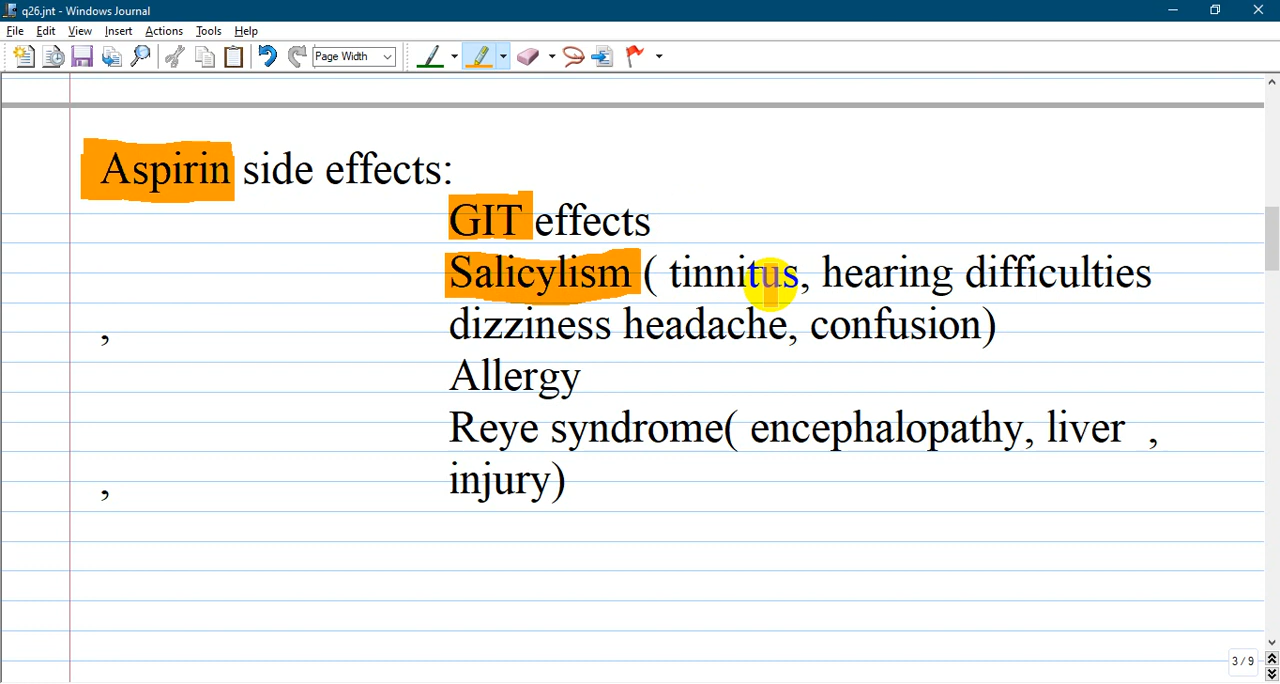 q26.jnt - Windows Journal
File Edit View Insert Actions Tools Help
Page Width
Aspirin side effects:
GIT effects
Salicylism ( tinnitus, hearing difficulties
, dizziness headache, confusion)
Allergy
Reye syndrome( encephalopathy, liver ,
, injury)
3 / 9